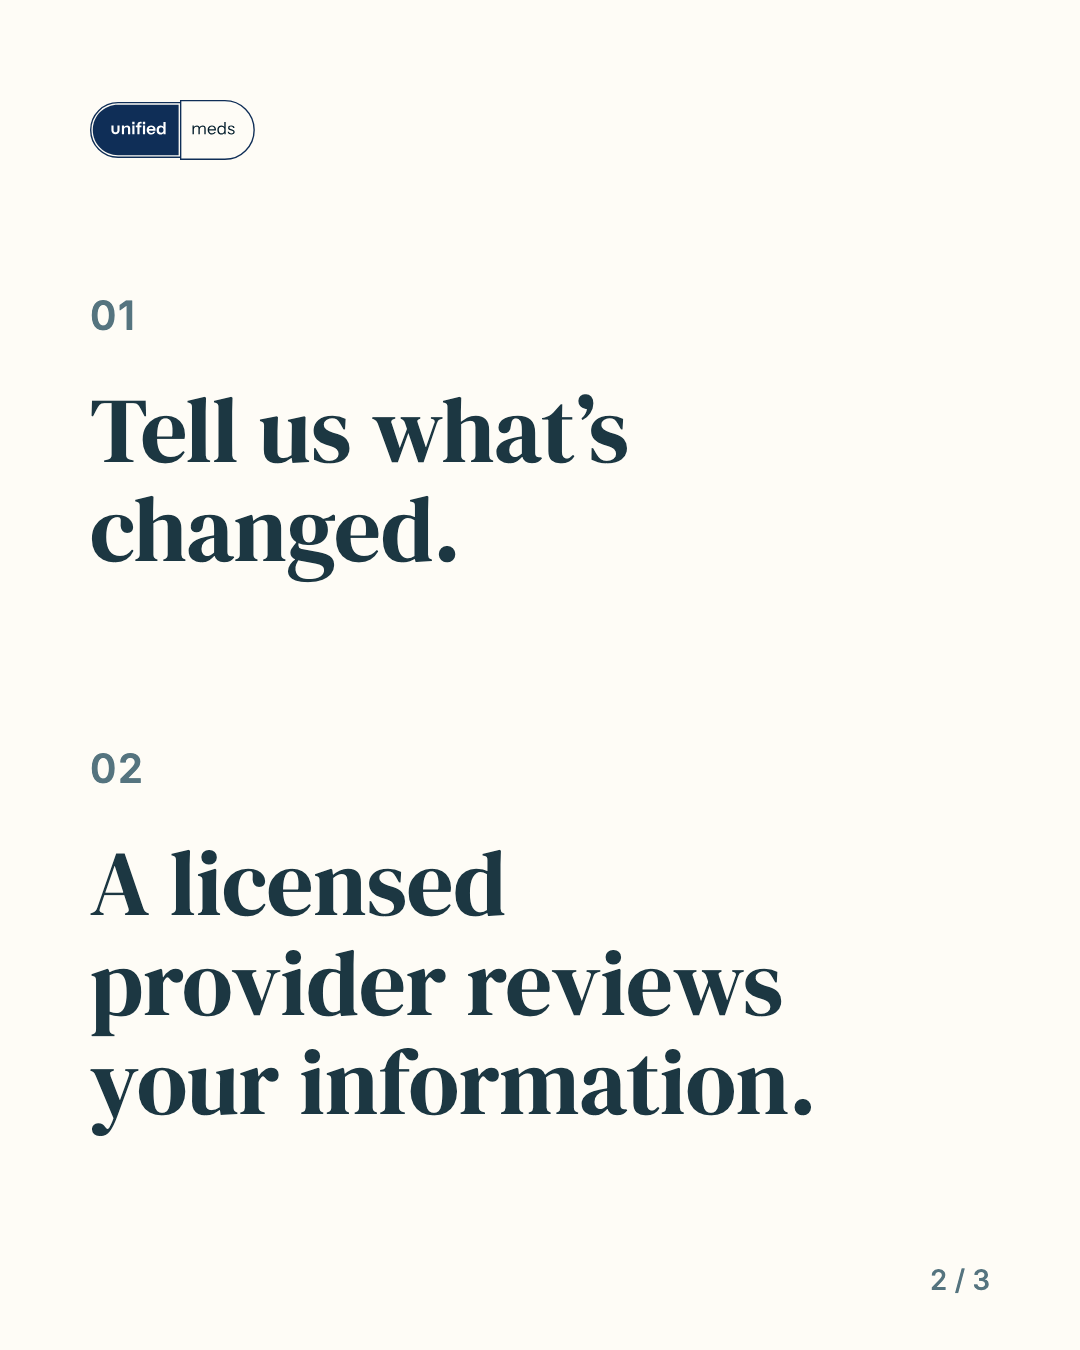 unified meds
01
Tell us what’s
changed.
02
A licensed
provider reviews
your information.
2 / 3